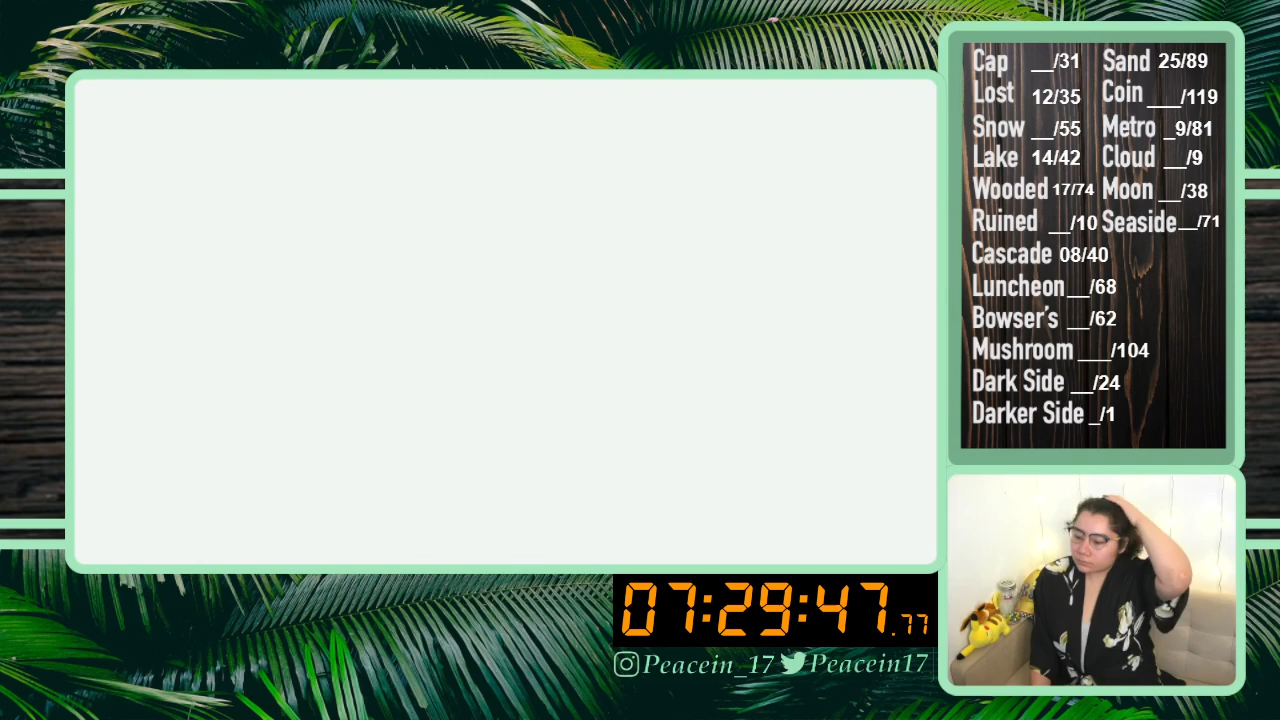 Cap __/31 Sand 25/89
Lost 12/35 Coin ___/119
Snow __/55 Metro _9/81
Lake 14/42 Cloud __/9
Wooded 17/74 Moon __/38
Ruined __/10 Seaside __/71
Cascade 08/40
Luncheon __/68
Bowser's __/62
Mushroom ___/104
Dark Side __/24
Darker Side _/1
07:29:47.77
Peacein_17 Peacein17